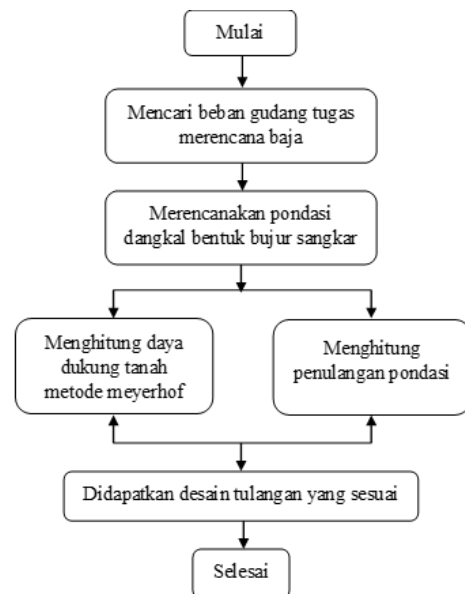 Mulai
Mencari beban gudang tugas
merencana baja
Merencanakan pondasi
dangkal bentuk bujur sangkar
Menghitung daya
dukung tanah
metode meyerhof
Menghitung
penulangan pondasi
Didapatkan desain tulangan yang sesuai
Selesai